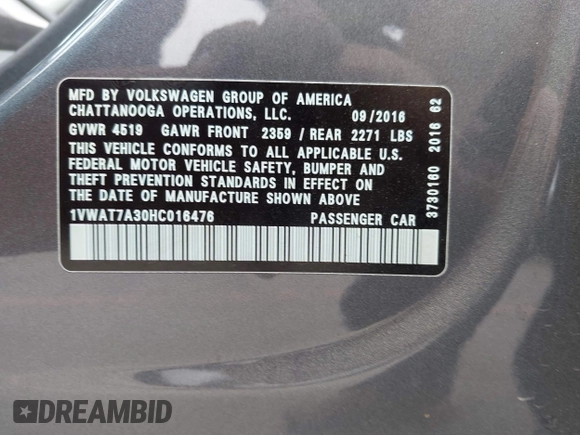 MFD BY VOLKSWAGEN GROUP OF AMERICA
CHATTANOOGA OPERATIONS, LLC. 09/2016
GVWR 4519 GAWR FRONT 2359 / REAR 2271 LBS
THIS VEHICLE CONFORMS TO ALL APPLICABLE U.S.
FEDERAL MOTOR VEHICLE SAFETY, BUMPER AND
THEFT PREVENTION STANDARDS IN EFFECT ON
THE DATE OF MANUFACTURE SHOWN ABOVE
1VWAT7A30HC016476 PASSENGER CAR
3730160 2016 62
DREAMBID